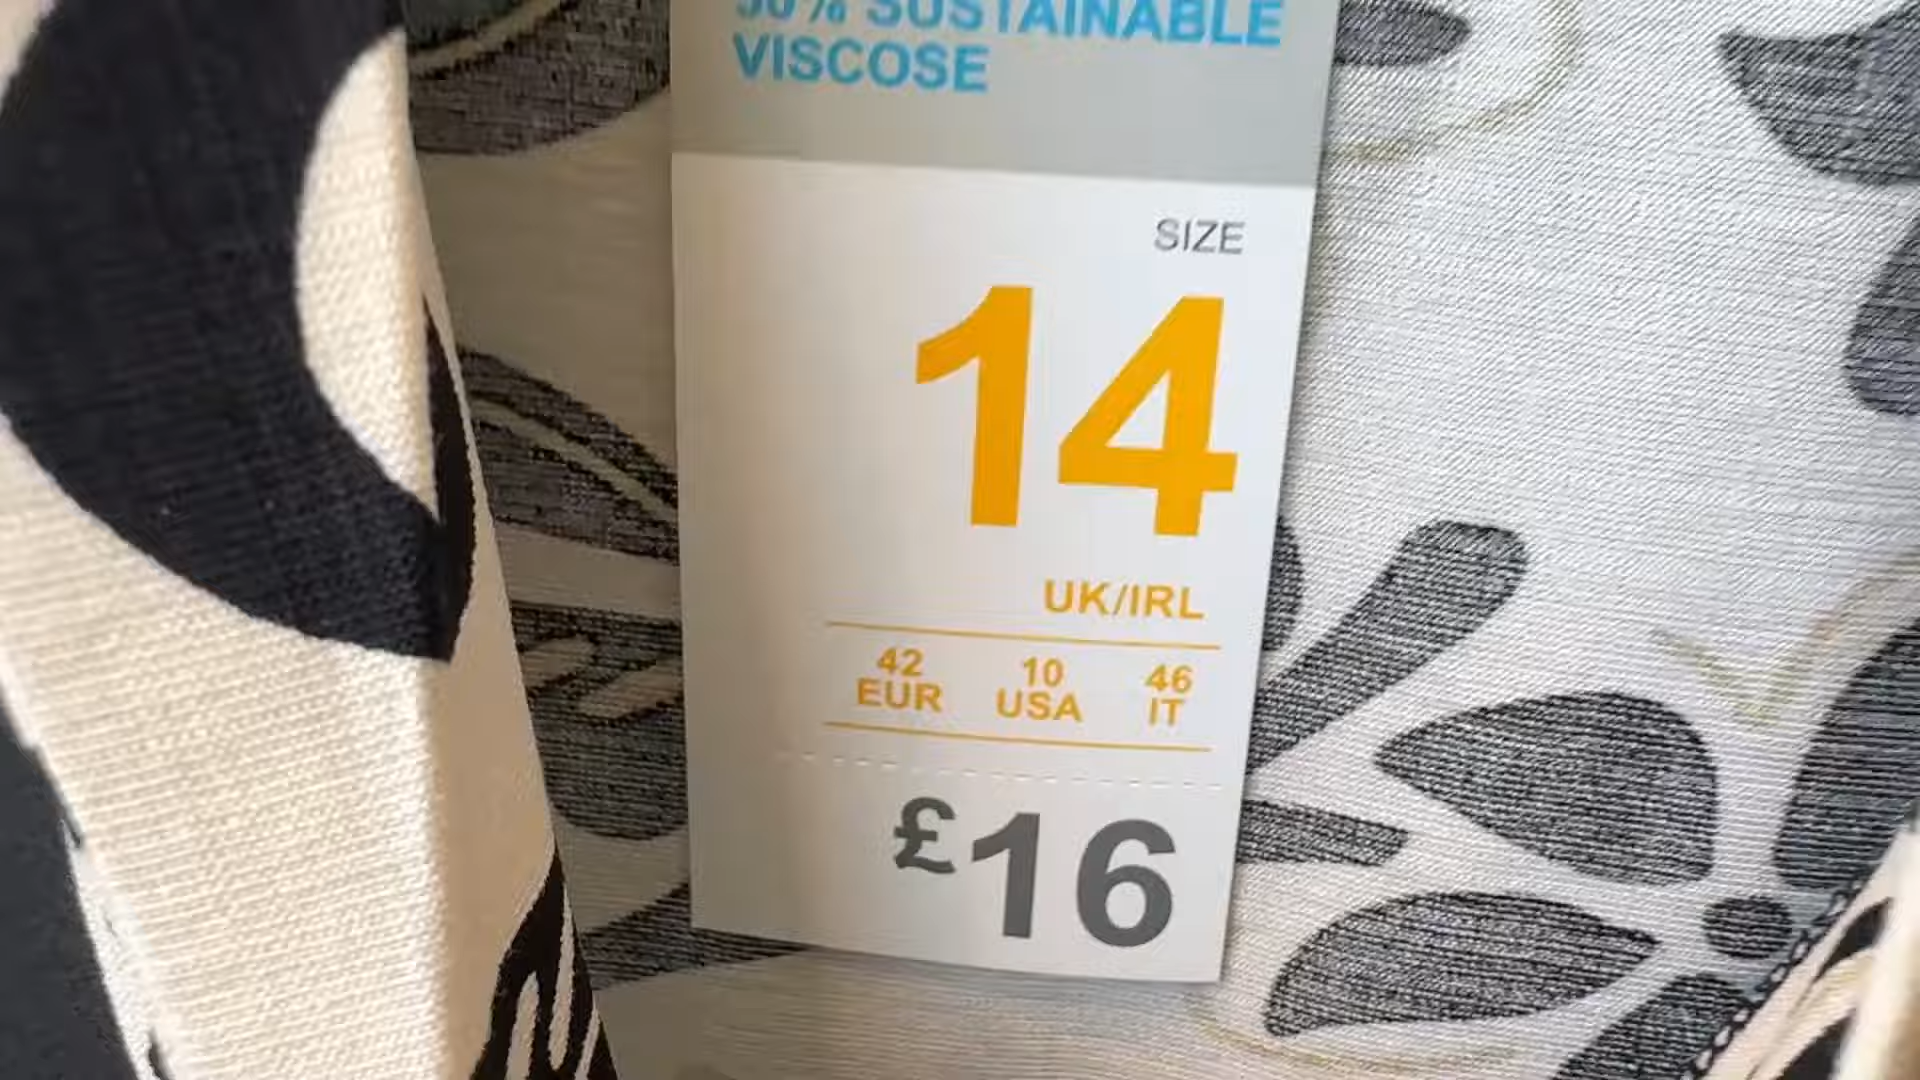 SUSTAINABLE
VISCOSE
SIZE
14
UK/IRL
42 10 46
EUR USA IT
£16